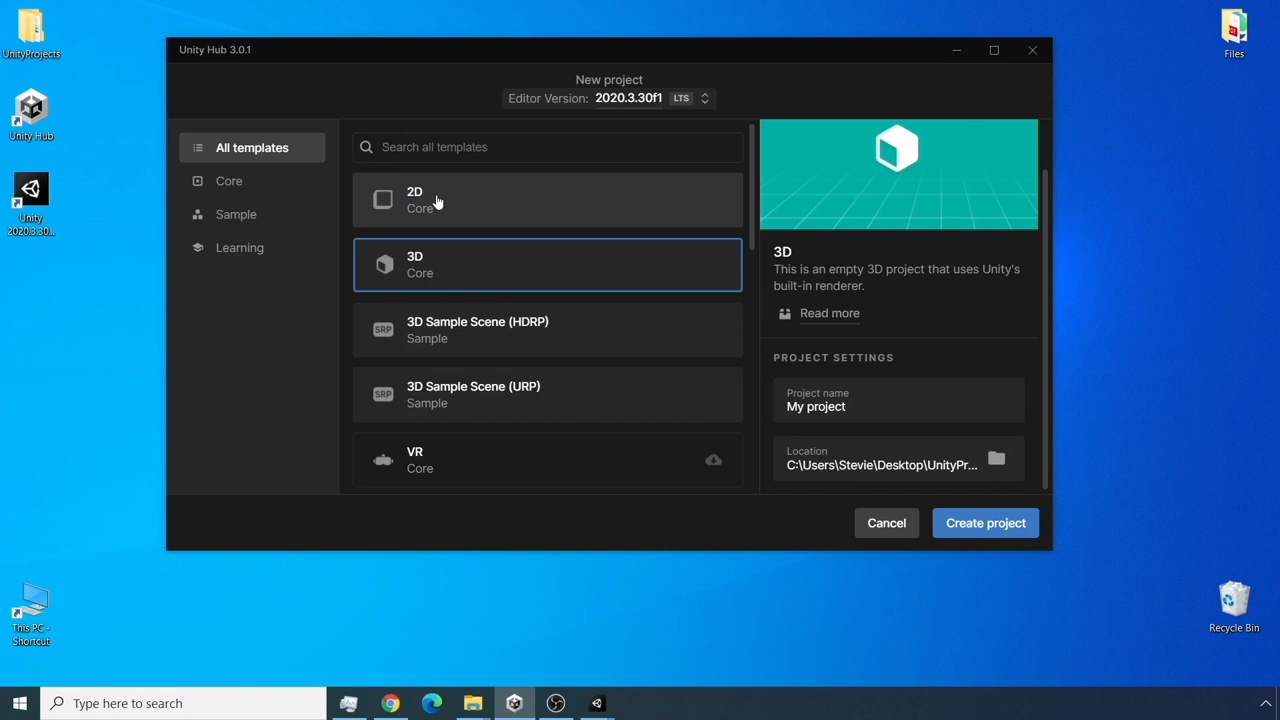 UnityProjects
Unity Hub
Unity
2020.3.30...
This PC -
Shortcut
Files
Recycle Bin
Unity Hub 3.0.1
New project
Editor Version: 2020.3.30f1 LTS
All templates
Core
Sample
Learning
Search all templates
2D
Core
3D
Core
3D Sample Scene (HDRP)
SRP
Sample
3D Sample Scene (URP)
SRP
Sample
VR
Core
3D
This is an empty 3D project that uses Unity's
built-in renderer.
Read more
PROJECT SETTINGS
Project name
My project
Location
C:\Users\Stevie\Desktop\UnityPr...
Cancel
Create project
Type here to search